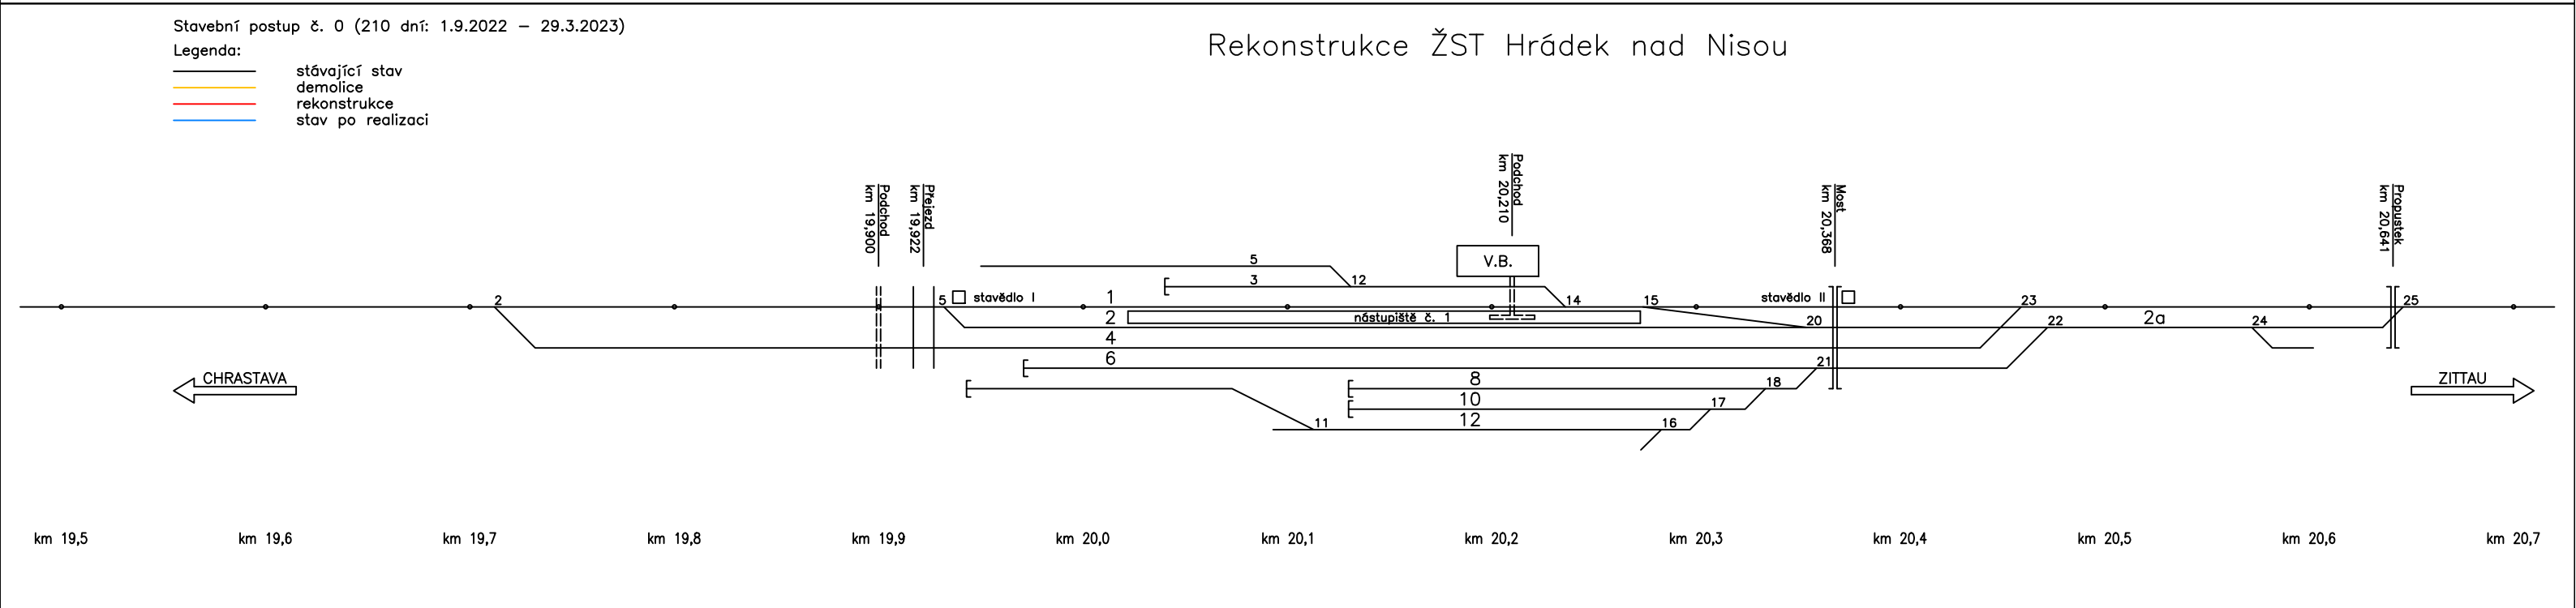 Stavební postup č. 0 (210 dní: 1.9.2022 – 29.3.2023)
Rekonstrukce ŽST Hrádek nad Nisou
Legenda:
stávající stav
demolice
rekonstrukce
stav po realizaci
Podchod
km 19,900
Přejezd
km 19,922
Podchod
km 20,210
Most
km 20,368
Propustek
km 20,641
5
V.B.
3
12
2
5
stavědlo I
1
14
15
stavědlo II
23
25
2
nástupiště č. 1
20
22
2a
24
4
6
21
CHRASTAVA
8
18
ZITTAU
10
17
12
11
16
km 19,5
km 19,6
km 19,7
km 19,8
km 19,9
km 20,0
km 20,1
km 20,2
km 20,3
km 20,4
km 20,5
km 20,6
km 20,7